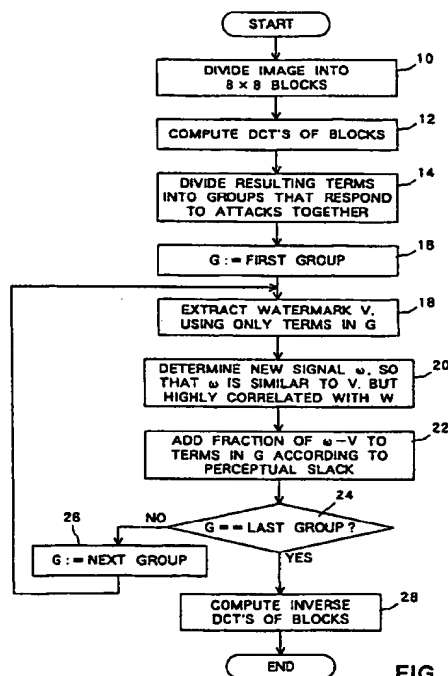 START
10
DIVIDE IMAGE INTO
8 × 8 BLOCKS
12
COMPUTE DCT'S OF BLOCKS
14
DIVIDE RESULTING TERMS
INTO GROUPS THAT RESPOND
TO ATTACKS TOGETHER
16
G := FIRST GROUP
18
EXTRACT WATERMARK V,
USING ONLY TERMS IN G
20
DETERMINE NEW SIGNAL ω, SO
THAT ω IS SIMILAR TO V, BUT
HIGHLY CORRELATED WITH W
22
ADD FRACTION OF ω-V TO
TERMS IN G ACCORDING TO
PERCEPTUAL SLACK
24
G == LAST GROUP ?
NO
26
G := NEXT GROUP
YES
28
COMPUTE INVERSE
DCT'S OF BLOCKS
END
FIG